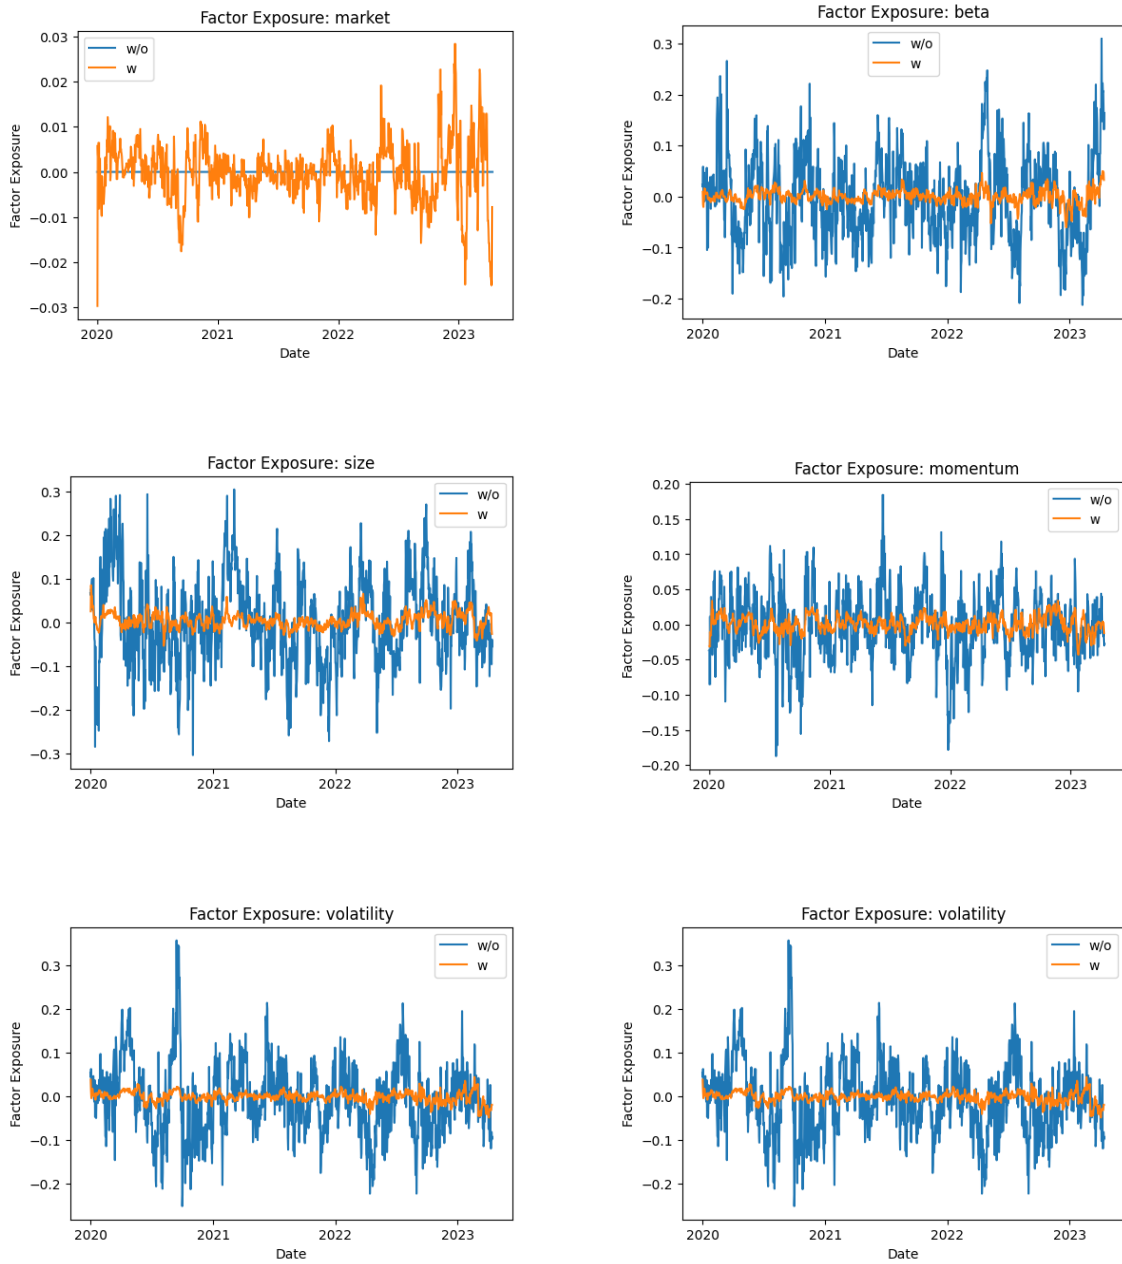 Factor Exposure: market
0.03
0.02
0.01
0.00
−0.01
−0.02
−0.03
Factor Exposure
w/o
w
2020
2021
2022
2023
Date
Factor Exposure: beta
0.3
0.2
0.1
0.0
−0.1
−0.2
Factor Exposure
w/o
w
2020
2021
2022
2023
Date
Factor Exposure: size
0.3
0.2
0.1
0.0
−0.1
−0.2
−0.3
Factor Exposure
w/o
w
2020
2021
2022
2023
Date
Factor Exposure: momentum
0.20
0.15
0.10
0.05
0.00
−0.05
−0.10
−0.15
−0.20
Factor Exposure
w/o
w
2020
2021
2022
2023
Date
Factor Exposure: volatility
0.3
0.2
0.1
0.0
−0.1
−0.2
Factor Exposure
w/o
w
2020
2021
2022
2023
Date
Factor Exposure: volatility
0.3
0.2
0.1
0.0
−0.1
−0.2
Factor Exposure
w/o
w
2020
2021
2022
2023
Date